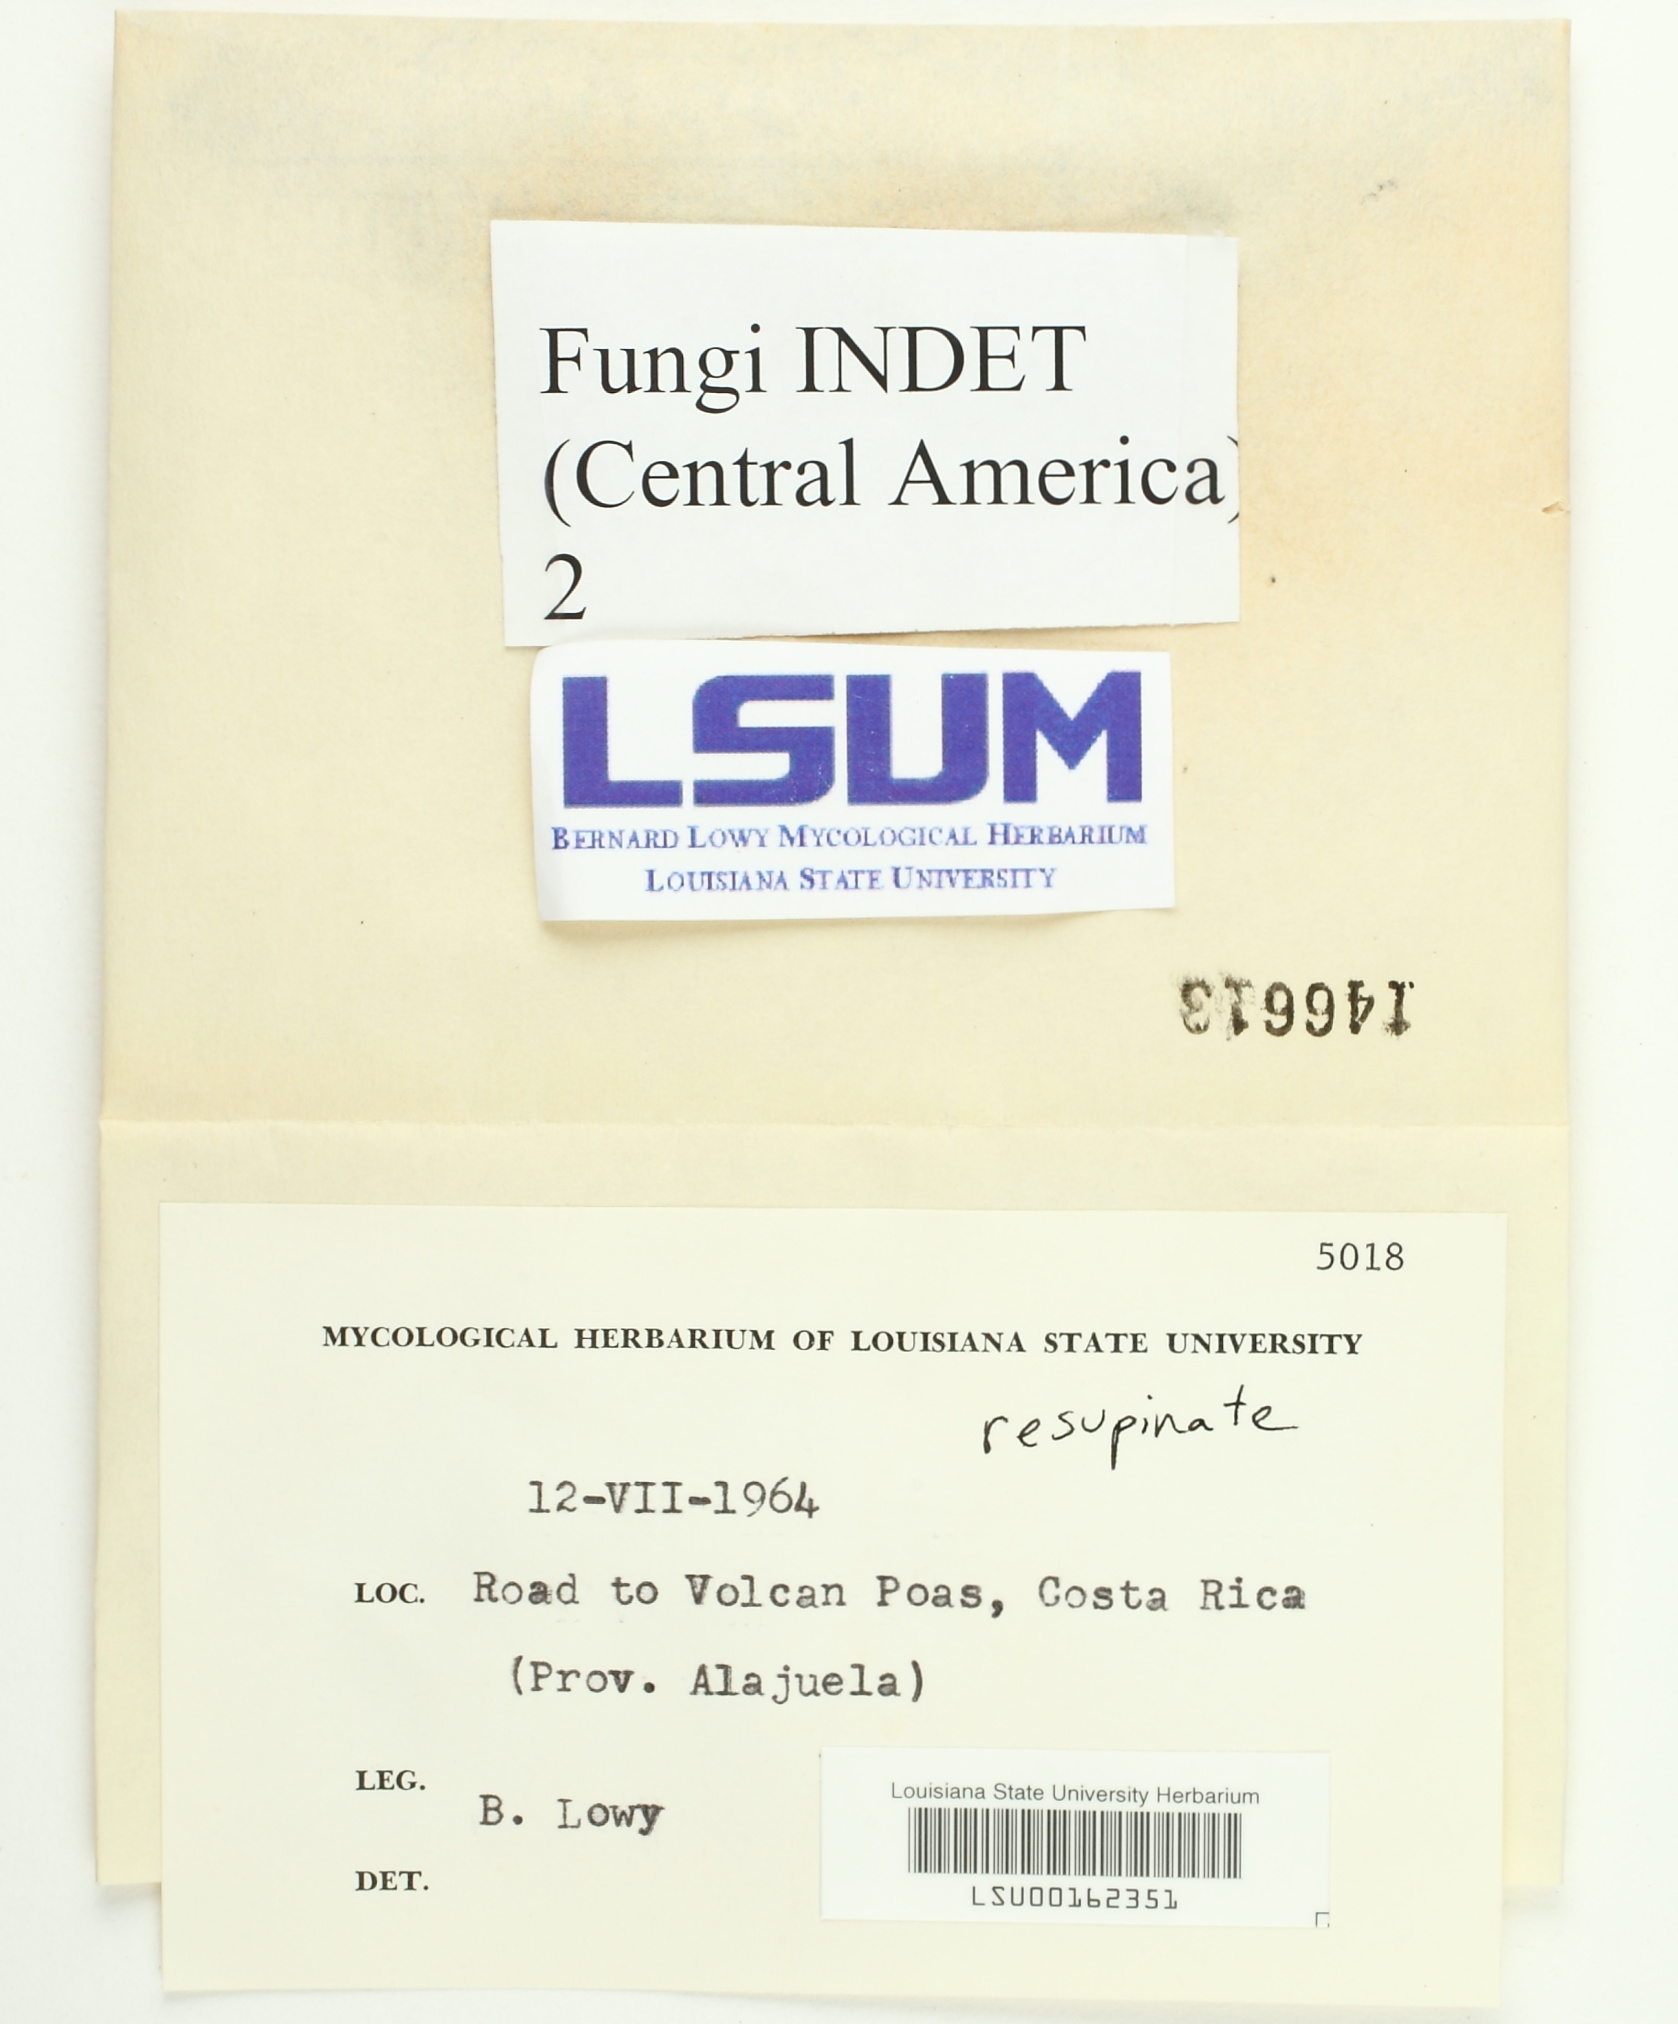 Fungi INDET
(Central America)
2
LSUM
BERNARD LOWY MYCOLOGICAL HERBARIUM
LOUISIANA STATE UNIVERSITY
146613
5018
MYCOLOGICAL HERBARIUM OF LOUISIANA STATE UNIVERSITY
resupinate
12-VII-1964
LOC. Road to Volcan Poas, Costa Rica
(Prov. Alajuela)
LEG. B. Lowy
DET.
Louisiana State University Herbarium
LSU00162351